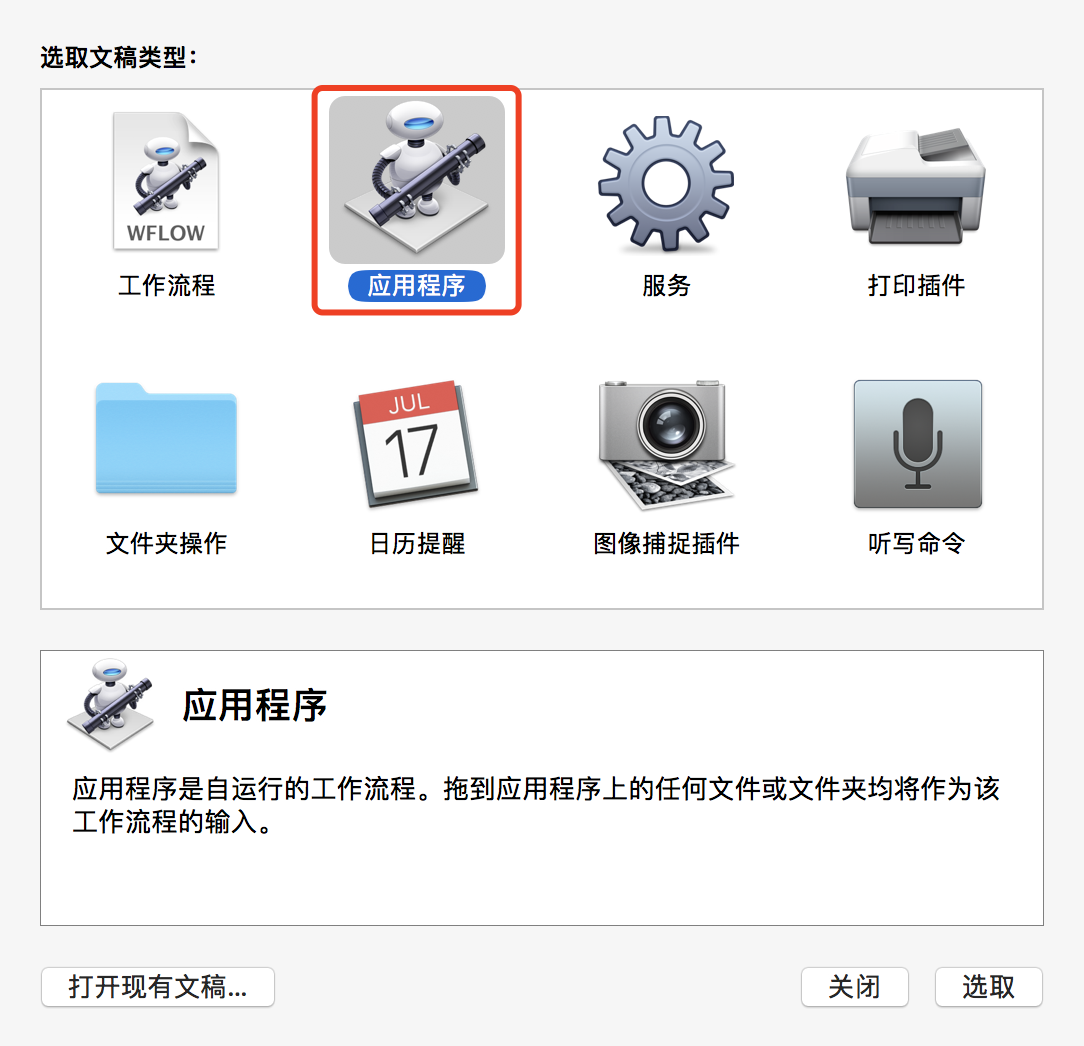 选取文稿类型：
WFLOW
工作流程
应用程序
服务
打印插件
文件夹操作
JUL
17
日历提醒
图像捕捉插件
听写命令
应用程序
应用程序是自运行的工作流程。拖到应用程序上的任何文件或文件夹均将作为该
工作流程的输入。
打开现有文稿...
关闭
选取